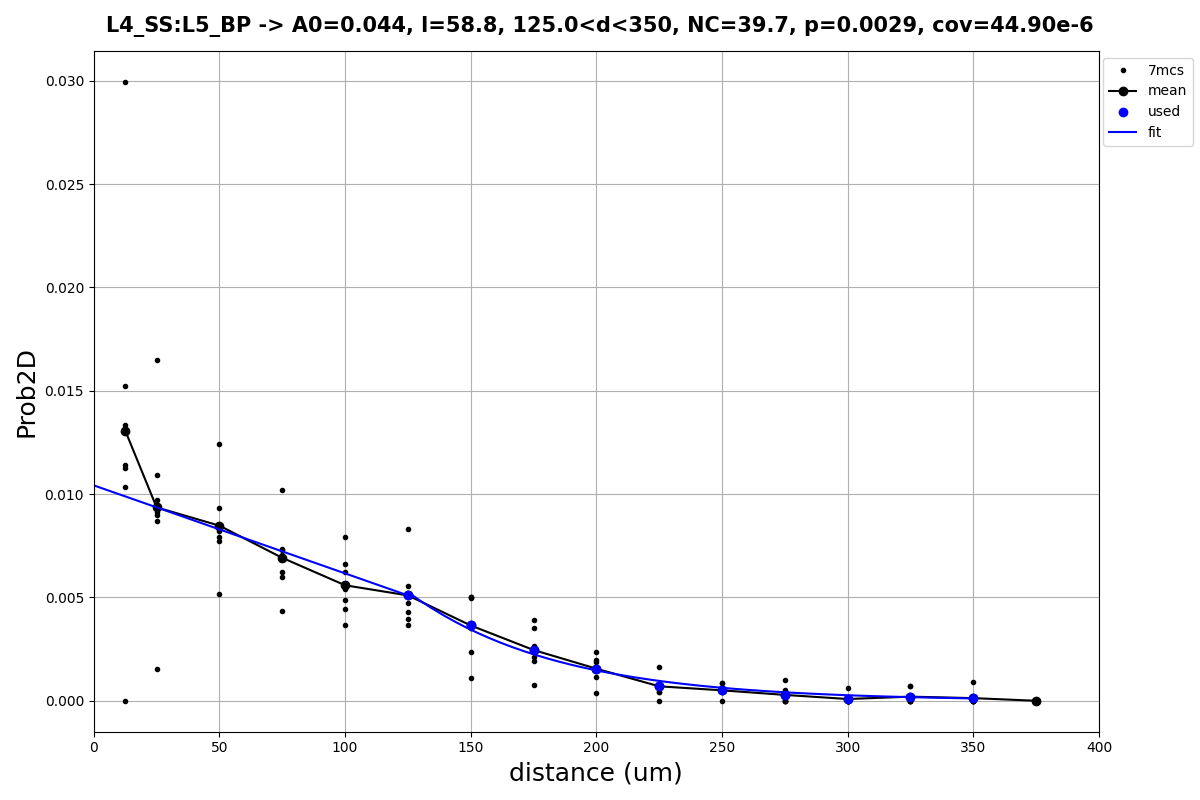 L4_SS:L5_BP -> A0=0.044, l=58.8, 125.0<d<350, NC=39.7, p=0.0029, cov=44.90e-6
7mcs
mean
used
fit
Prob2D
0.030
0.025
0.020
0.015
0.010
0.005
0.000
0 50 100 150 200 250 300 350 400
distance (um)